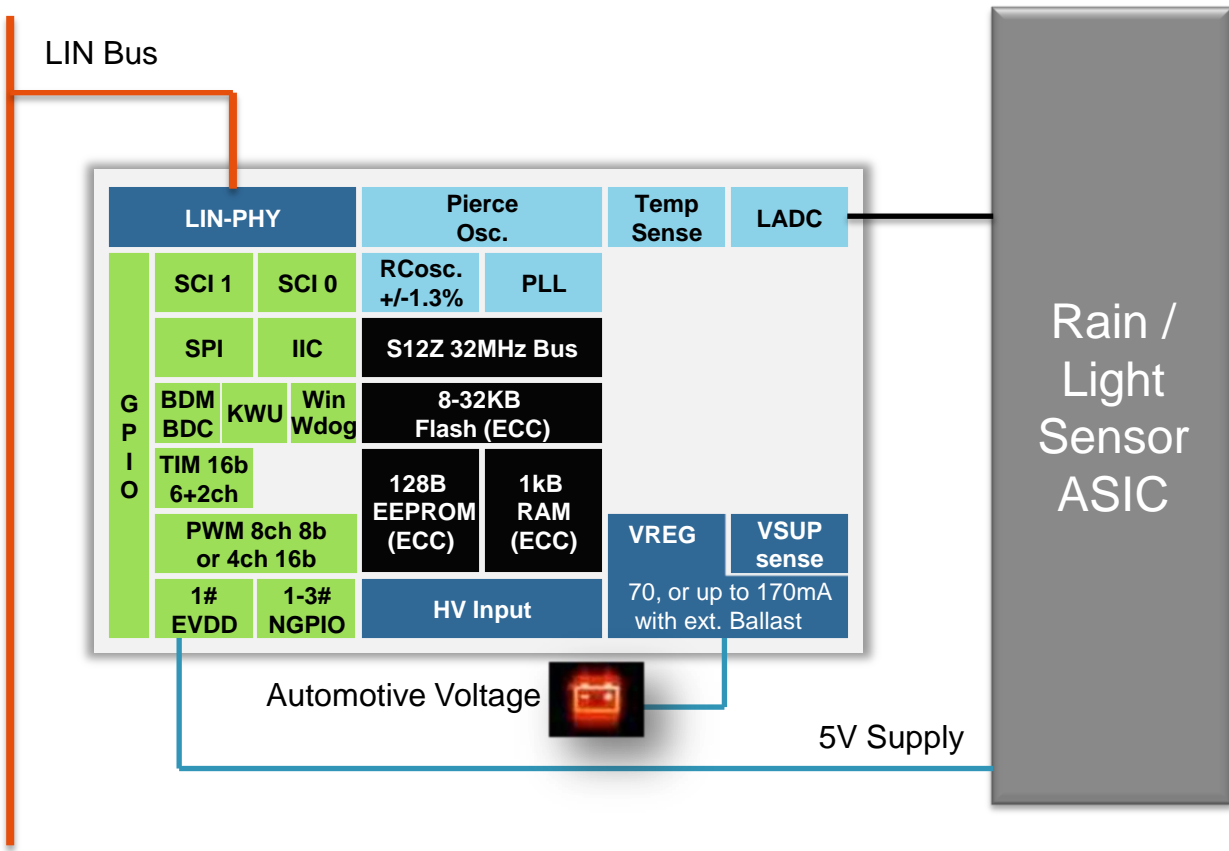 LIN Bus
LIN-PHY
Pierce
Osc.
Temp
Sense
LADC
SCI 1
SCI 0
RCosc.
+/-1.3%
PLL
SPI
IIC
S12Z 32MHz Bus
G
P
I
O
BDM
BDC
KWU
Win
Wdog
8-32KB
Flash (ECC)
TIM 16b
6+2ch
128B
EEPROM
(ECC)
1kB
RAM
(ECC)
PWM 8ch 8b
or 4ch 16b
VREG
VSUP
sense
1#
EVDD
1-3#
NGPIO
HV Input
70, or up to 170mA
with ext. Ballast
Rain /
Light
Sensor
ASIC
Automotive Voltage
5V Supply